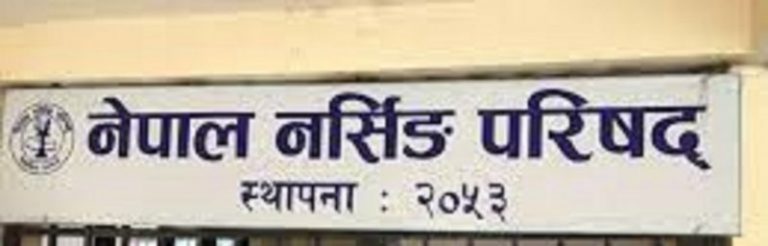 नेपाल नर्सिङ परिषद्
स्थापना : २०५३